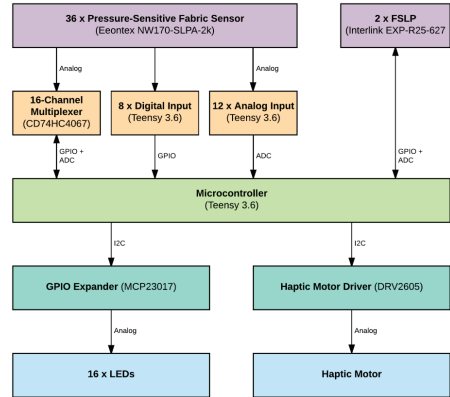 36 x Pressure-Sensitive Fabric Sensor
(Eeontex NW170-SLPA-2k)
2 x FSLP
(Interlink EXP-R25-627
Analog
Analog
16-Channel
Multiplexer
(CD74HC4067)
8 x Digital Input
(Teensy 3.6)
12 x Analog Input
(Teensy 3.6)
GPIO +
ADC
GPIO
ADC
GPIO +
ADC
Microcontroller
(Teensy 3.6)
I2C
I2C
GPIO Expander (MCP23017)
Haptic Motor Driver (DRV2605)
Analog
Analog
16 x LEDs
Haptic Motor